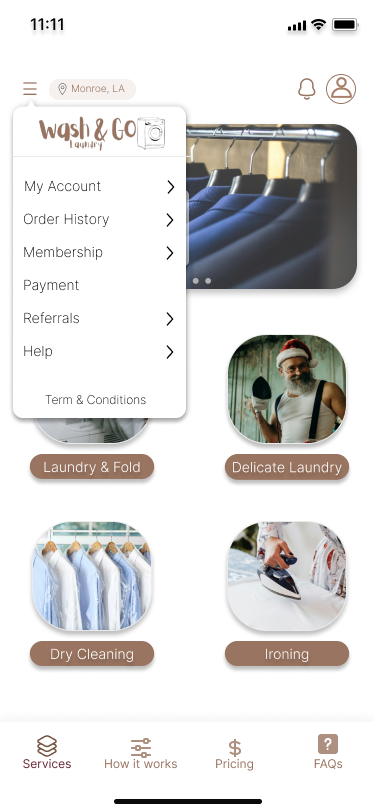 11:11
Monroe, LA
Wash & Go
Laundry
My Account
Order History
Membership
Payment
Referrals
Help
Term & Conditions
Laundry & Fold
Delicate Laundry
Dry Cleaning
Ironing
Services
How it works
Pricing
FAQs